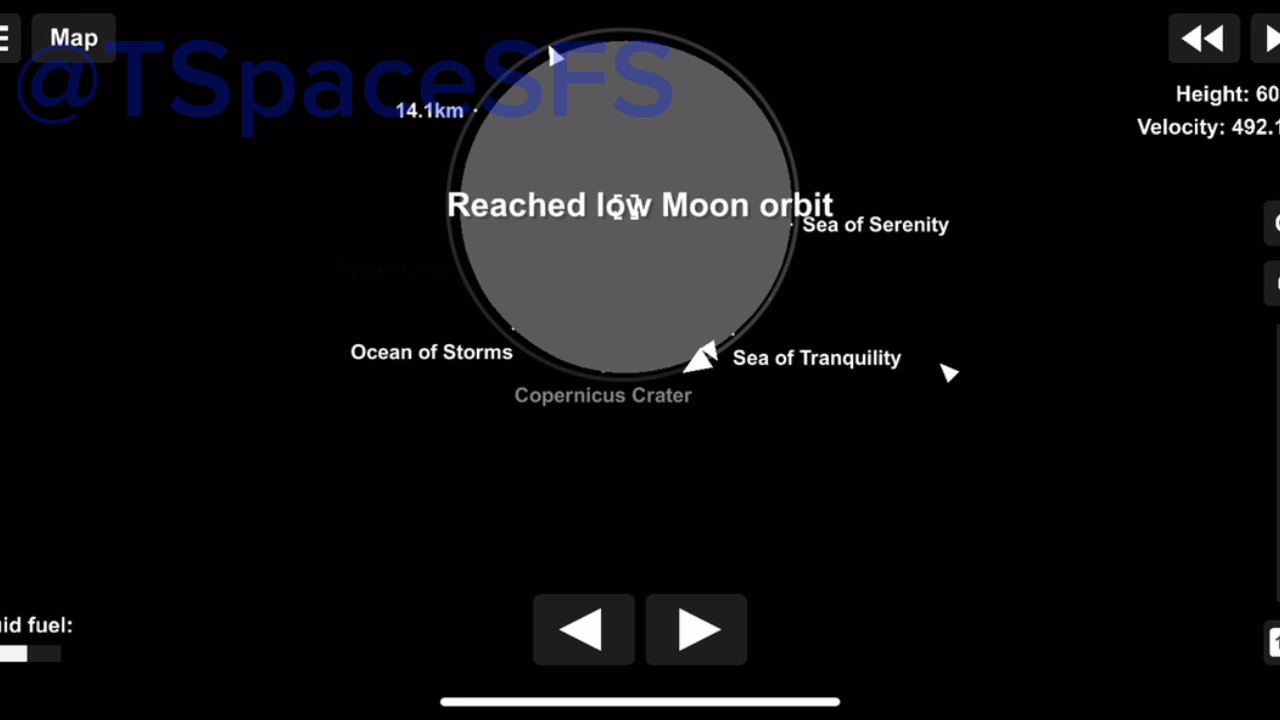 Map
@TSpaceSFS
14.1km
Height: 60
Velocity: 492.1
Reached low Moon orbit
Sea of Serenity
Ocean of Storms
Sea of Tranquility
Copernicus Crater
id fuel: